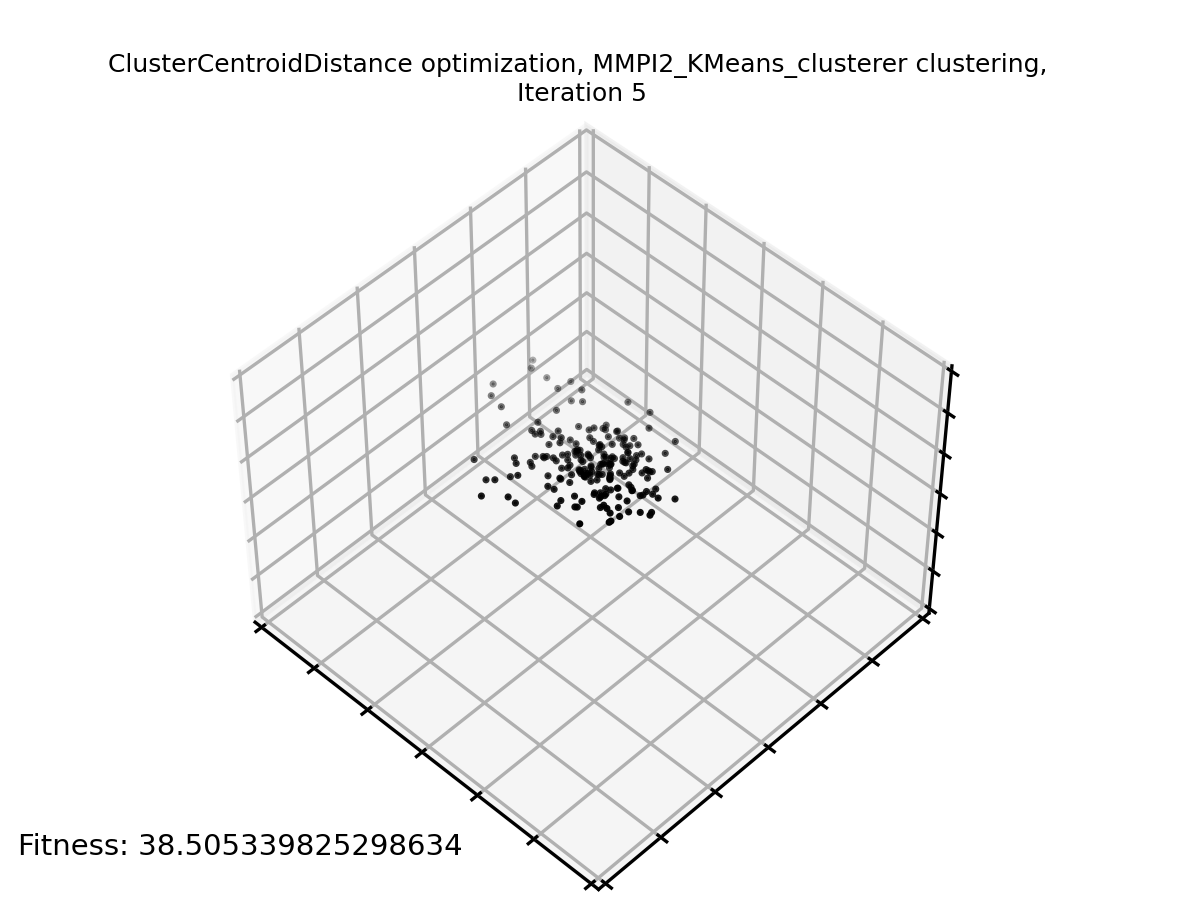 ClusterCentroidDistance optimization, MMPI2_KMeans_clusterer clustering,
Iteration 5
Fitness: 38.505339825298634